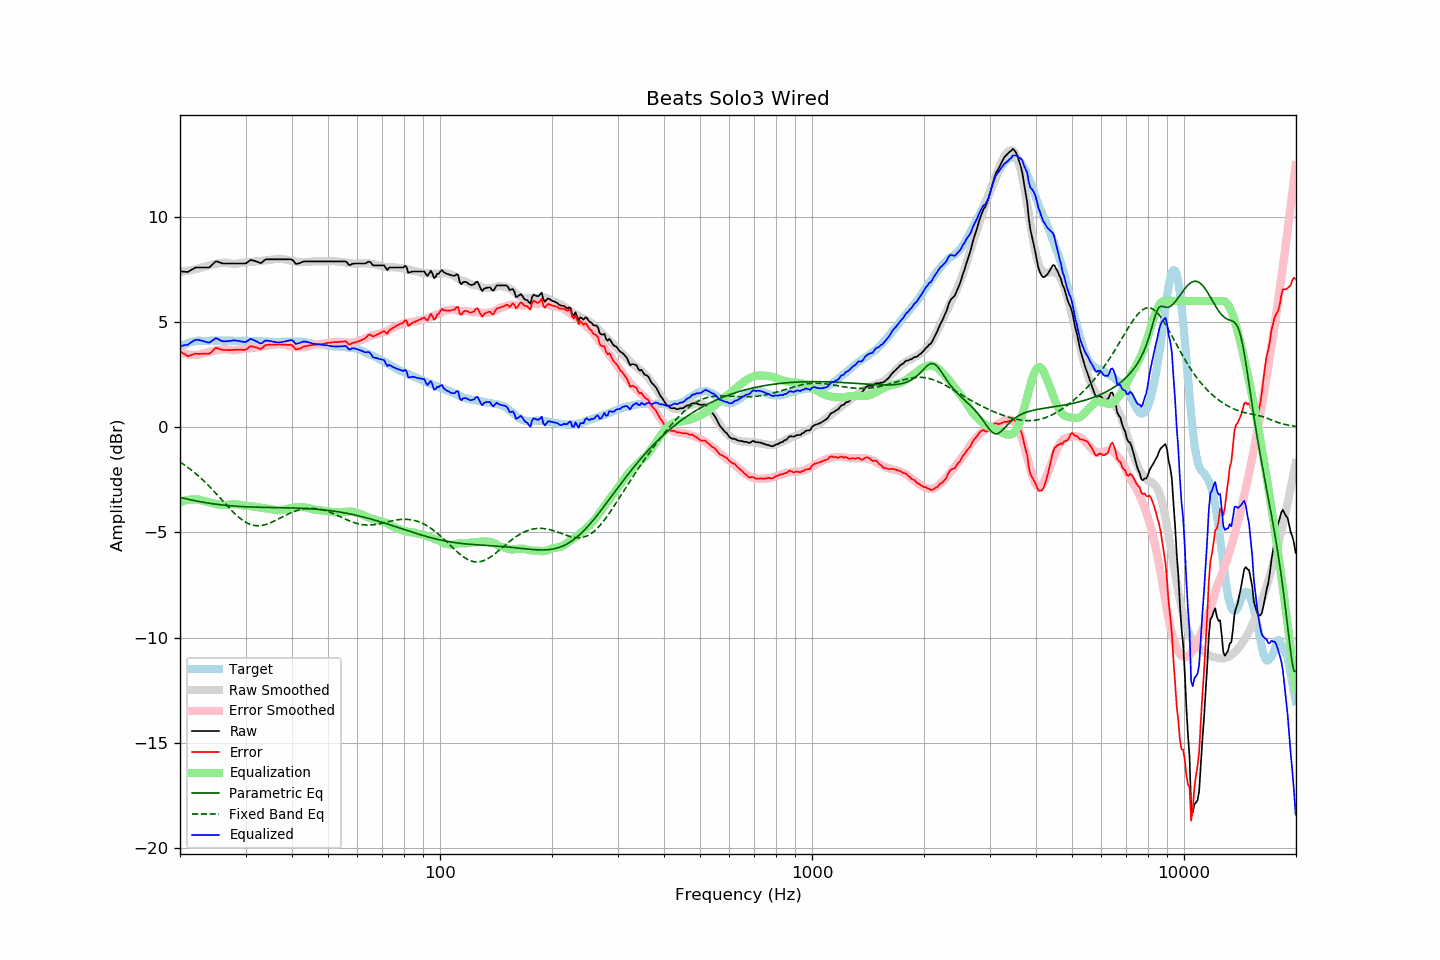 Beats Solo3 Wired
Amplitude (dBr)
10
5
0
−5
−10
−15
−20
Target
Raw Smoothed
Error Smoothed
Raw
Error
Equalization
Parametric Eq
Fixed Band Eq
Equalized
100
1000
10000
Frequency (Hz)